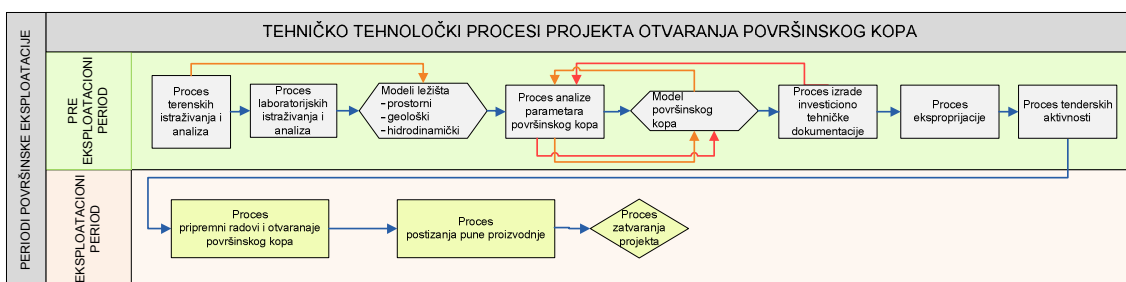 TEHNIČKO TEHNOLOČKI PROCESI PROJEKTA OTVARANJA POVRŠINSKOG KOPA
PERIODI POVRŠINSKE EKSPLOATACIJE
PRE
EKSPLOATACIONI
PERIOD
Proces
terenskih
istraživanja i
analiza
Proces
laboratorijskih
istraživanja i
analiza
Modeli ležišta
– prostorni
– geološki
– hidrodinamički
Proces analize
parametara
površinskog kopa
Model
površinskog
kopa
Proces izrade
investiciono
tehničke
dokumentacije
Proces
eksproprijacije
Proces tenderskih
aktivnosti
EKSPLOATACIONI
PERIOD
Proces
pripremni radovi i otvaranaje
površinskog kopa
Proces
postizanja pune proizvodnje
Proces
zatvaranja
projekta